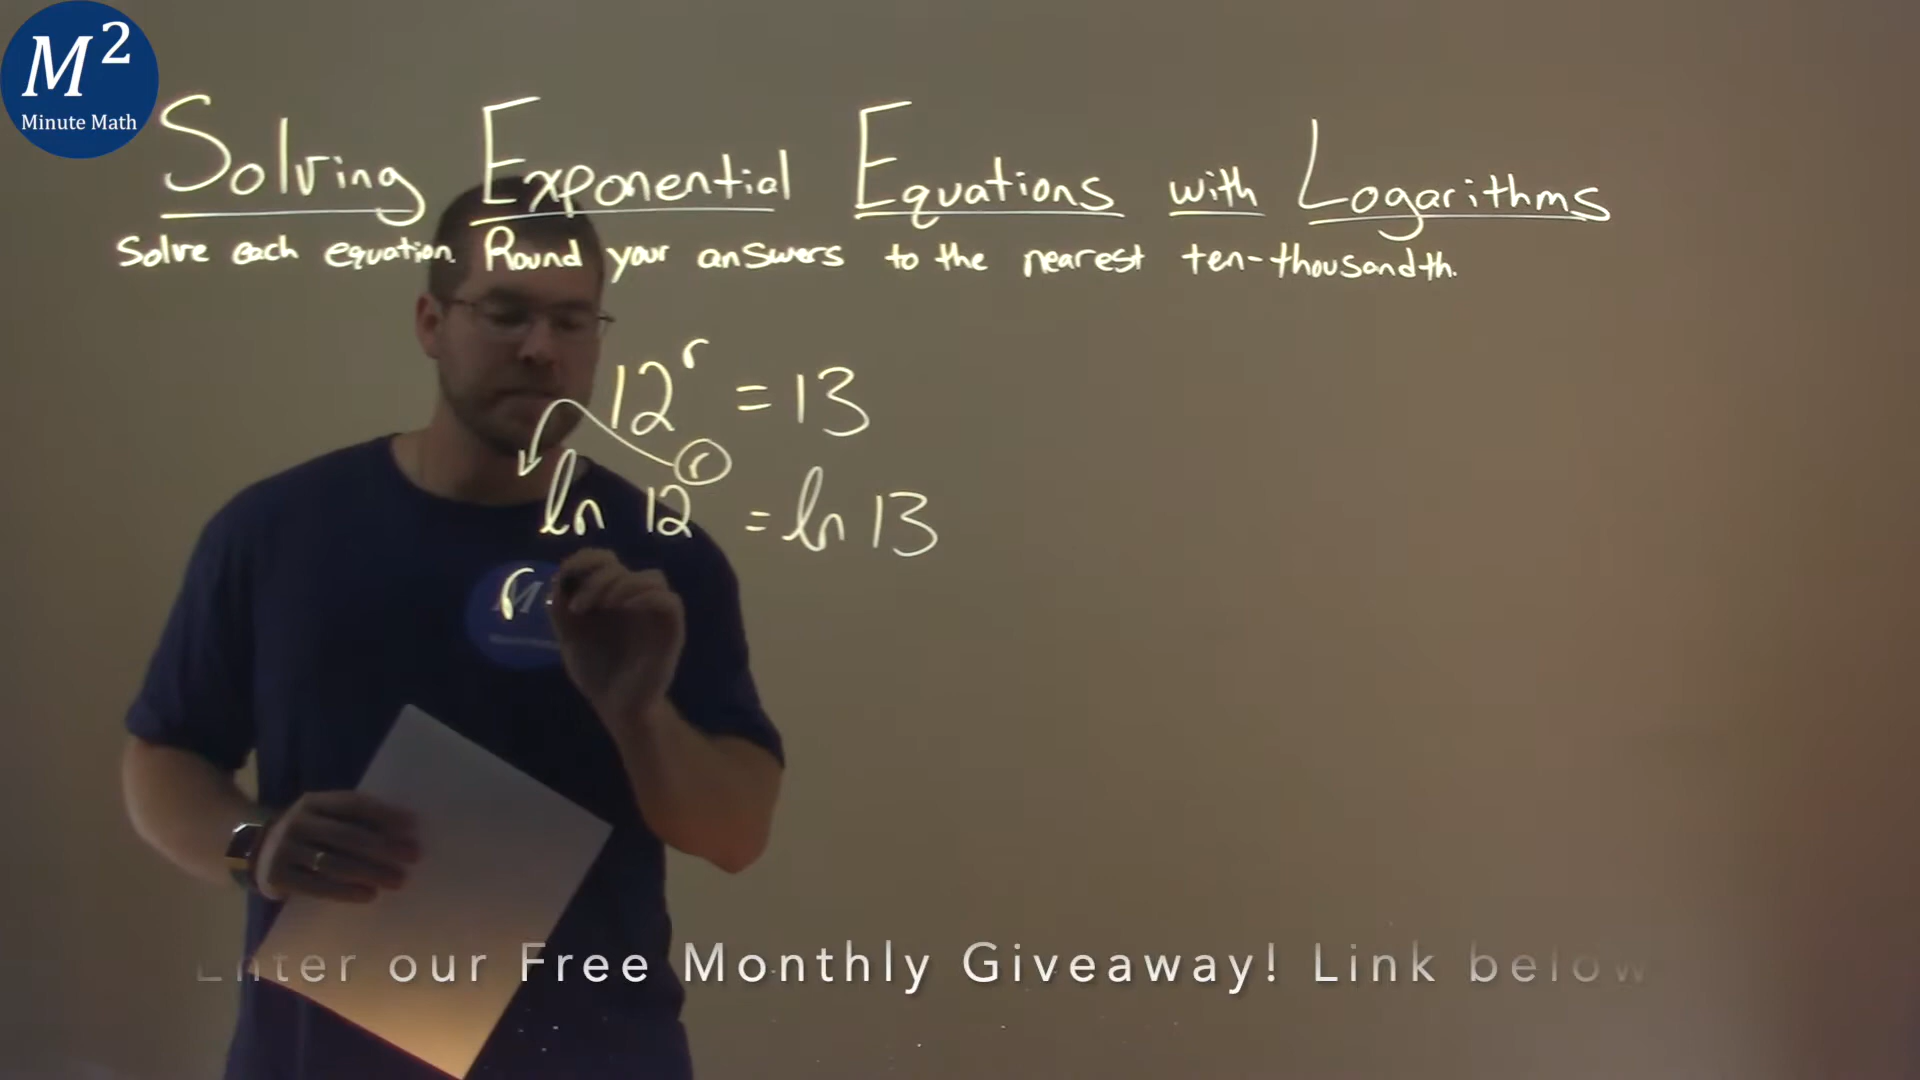 M²
Minute Math
Solving Exponential Equations with Logarithms
Solve each equation. Round your answers to the nearest ten-thousandth.
12^r = 13
ln 12^r = ln 13
r
M
Enter our Free Monthly Giveaway! Link below